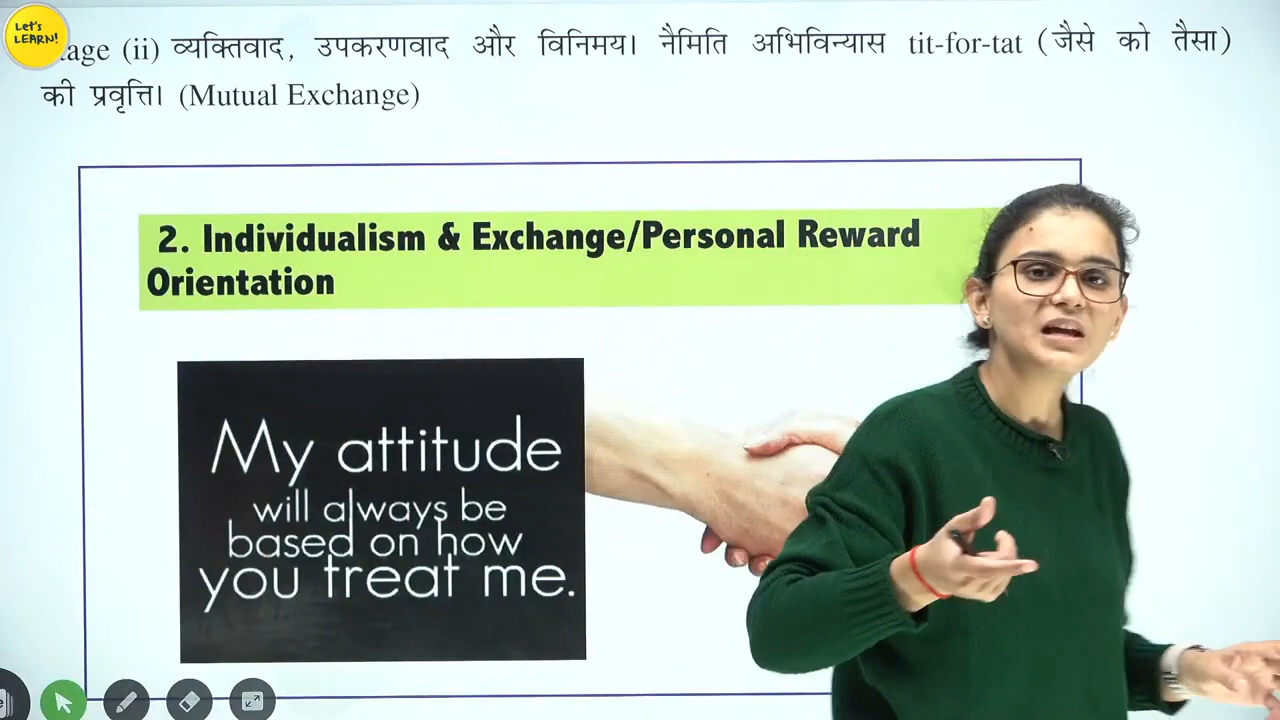 Let's
LEARN!
tage (ii) व्यक्तिवाद, उपकरणवाद और विनिमय। नैमिति अभिविन्यास tit-for-tat (जैसे को तैसा)
की प्रवृत्ति। (Mutual Exchange)
2. Individualism & Exchange/Personal Reward
Orientation
My attitude
will always be
based on how
you treat me.